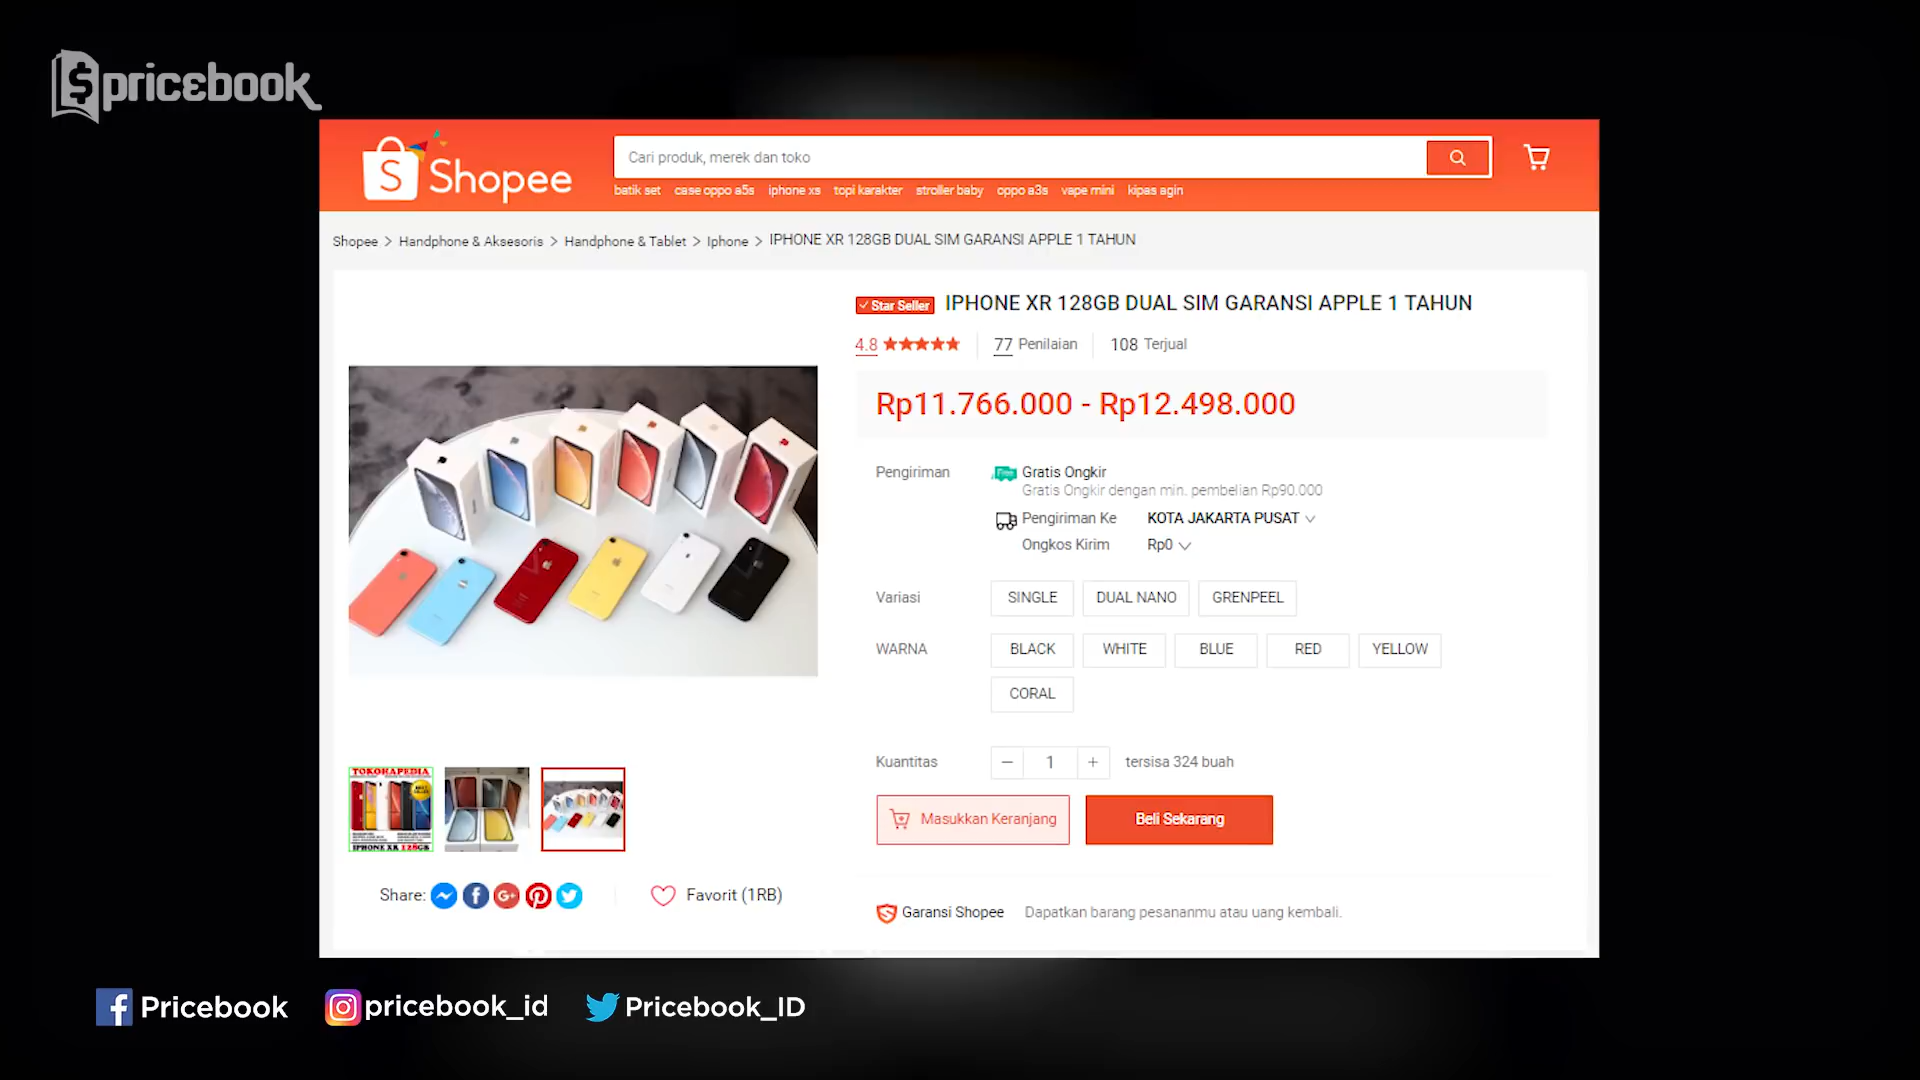 pricebook
Shopee
Cari produk, merek dan toko
batik set case oppo a5s iphone xs topi karakter stroller baby oppo a3s vape mini kipas agin
Shopee > Handphone & Aksesoris > Handphone & Tablet > Iphone > IPHONE XR 128GB DUAL SIM GARANSI APPLE 1 TAHUN
Star Seller IPHONE XR 128GB DUAL SIM GARANSI APPLE 1 TAHUN
4.8 77 Penilaian 108 Terjual
Rp11.766.000 - Rp12.498.000
Pengiriman Gratis Ongkir
Gratis Ongkir dengan min. pembelian Rp90.000
Pengiriman Ke KOTA JAKARTA PUSAT
Ongkos Kirim Rp0
Variasi SINGLE DUAL NANO GRENPEEL
WARNA BLACK WHITE BLUE RED YELLOW
CORAL
Kuantitas − 1 + tersisa 324 buah
Masukkan Keranjang Beli Sekarang
TOKOHAPEDIA
IPHONE XR 128GB
Share: Favorit (1RB)
Garansi Shopee Dapatkan barang pesananmu atau uang kembali.
Pricebook pricebook_id Pricebook_ID